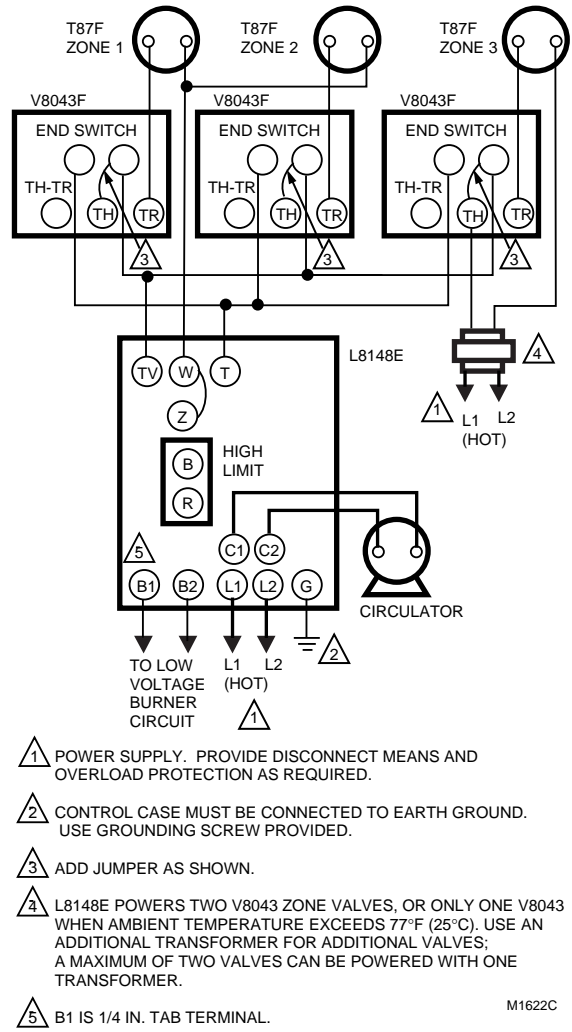 T87F
ZONE 1
T87F
ZONE 2
T87F
ZONE 3
V8043F
V8043F
V8043F
END SWITCH
END SWITCH
END SWITCH
TH-TR
TH
TR
TH-TR
TH
TR
TH-TR
TH
TR
3
3
3
L8148E
4
TV
W
T
1
L1
(HOT)
L2
Z
HIGH
LIMIT
B
R
C1
C2
5
B1
B2
L1
L2
G
CIRCULATOR
2
TO LOW
VOLTAGE
BURNER
CIRCUIT
L1
(HOT)
L2
1
1 POWER SUPPLY. PROVIDE DISCONNECT MEANS AND
OVERLOAD PROTECTION AS REQUIRED.
2 CONTROL CASE MUST BE CONNECTED TO EARTH GROUND.
USE GROUNDING SCREW PROVIDED.
3 ADD JUMPER AS SHOWN.
4 L8148E POWERS TWO V8043 ZONE VALVES, OR ONLY ONE V8043
WHEN AMBIENT TEMPERATURE EXCEEDS 77°F (25°C). USE AN
ADDITIONAL TRANSFORMER FOR ADDITIONAL VALVES;
A MAXIMUM OF TWO VALVES CAN BE POWERED WITH ONE
TRANSFORMER.
5 B1 IS 1/4 IN. TAB TERMINAL.
M1622C